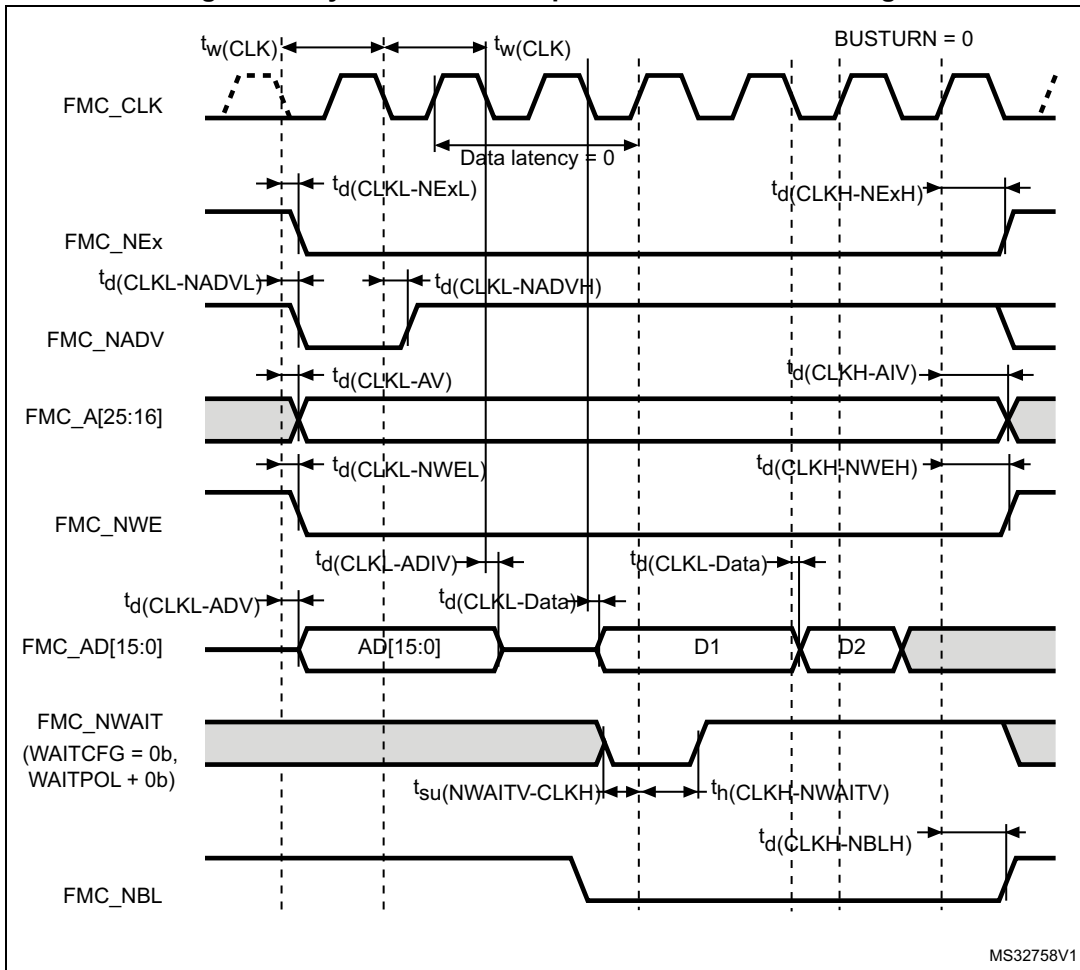 BUSTURN = 0
tw(CLK) tw(CLK)
FMC_CLK
Data latency = 0
td(CLKL-NExL) td(CLKH-NExH)
FMC_NEx
td(CLKL-NADVL) td(CLKL-NADVH)
FMC_NADV
td(CLKL-AV) td(CLKH-AIV)
FMC_A[25:16]
td(CLKL-NWEL) td(CLKH-NWEH)
FMC_NWE
td(CLKL-ADIV) td(CLKL-Data)
td(CLKL-ADV) td(CLKL-Data)
FMC_AD[15:0] AD[15:0] D1 D2
FMC_NWAIT
(WAITCFG = 0b,
WAITPOL + 0b)
tsu(NWAITV-CLKH) th(CLKH-NWAITV)
td(CLKH-NBLH)
FMC_NBL
MS32758V1